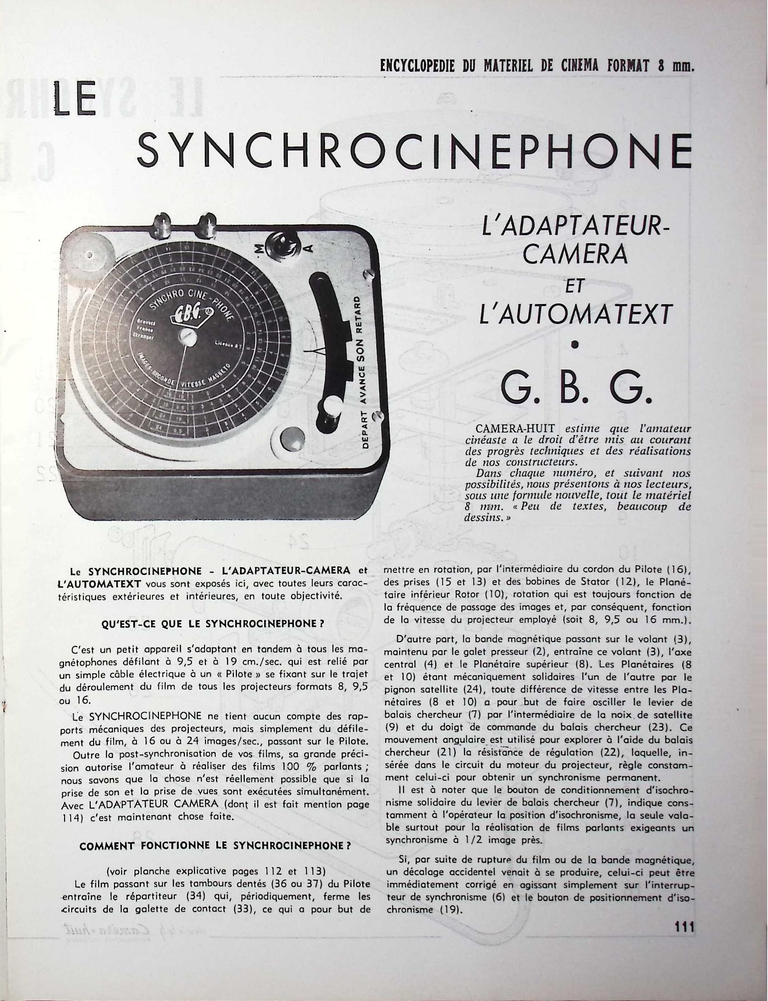 ENCYCLOPEDIE DU MATERIEL DE CINEMA FORMAT 8 mm.
LE
SYNCHROCINEPHONE
L'ADAPTATEUR-
CAMERA
ET
L'AUTOMATEXT
•
G. B. G.
M A
SYNCHRO CINE-PHONE
G.B.G.
Brevets
France
Etranger
Licence B T
IMAGES-SECONDE VITESSE MAGNETO
DEPART AVANCE SON RETARD
CAMERA-HUIT estime que l'amateur
cinéaste a le droit d'être mis au courant
des progrès techniques et des réalisations
de nos constructeurs.
Dans chaque numéro, et suivant nos
possibilités, nous présentons à nos lecteurs,
sous une formule nouvelle, tout le matériel
8 mm. « Peu de textes, beaucoup de
dessins. »
Le SYNCHROCINEPHONE - L'ADAPTATEUR-CAMERA et
L'AUTOMATEXT vous sont exposés ici, avec toutes leurs carac-
téristiques extérieures et intérieures, en toute objectivité.
QU'EST-CE QUE LE SYNCHROCINEPHONE ?
C'est un petit appareil s'adaptant en tandem à tous les ma-
gnétophones défilant à 9,5 et à 19 cm./sec. qui est relié par
un simple câble électrique à un « Pilote » se fixant sur le trajet
du déroulement du film de tous les projecteurs formats 8, 9,5
ou 16.
Le SYNCHROCINEPHONE ne tient aucun compte des rap-
ports mécaniques des projecteurs, mais simplement du défile-
ment du film, à 16 ou à 24 images/sec., passant sur le Pilote.
Outre la post-synchronisation de vos films, sa grande préci-
sion autorise l'amateur à réaliser des films 100 % parlants ;
nous savons que la chose n'est réellement possible que si la
prise de son et la prise de vues sont exécutées simultanément.
Avec L'ADAPTATEUR CAMERA (dont il est fait mention page
114) c'est maintenant chose faite.
COMMENT FONCTIONNE LE SYNCHROCINEPHONE ?
(voir planche explicative pages 112 et 113)
Le film passant sur les tambours dentés (36 ou 37) du Pilote
entraîne le répartiteur (34) qui, périodiquement, ferme les
circuits de la galette de contact (33), ce qui a pour but de
mettre en rotation, par l'intermédiaire du cordon du Pilote (16),
des prises (15 et 13) et des bobines de Stator (12), le Plané-
taire inférieur Rotor (10), rotation qui est toujours fonction de
la fréquence de passage des images et, par conséquent, fonction
de la vitesse du projecteur employé (soit 8, 9,5 ou 16 mm.).
D'autre part, la bande magnétique passant sur le volant (3),
maintenu par le galet presseur (2), entraîne ce volant (3), l'axe
central (4) et le Planétaire supérieur (8). Les Planétaires (8
et 10) étant mécaniquement solidaires l'un de l'autre par le
pignon satellite (24), toute différence de vitesse entre les Pla-
nétaires (8 et 10) a pour but de faire osciller le levier de
balais chercheur (7) par l'intermédiaire de la noix de satellite
(9) et du doigt de commande du balais chercheur (23). Ce
mouvement angulaire est utilisé pour explorer à l'aide du balais
chercheur (21) la résistance de régulation (22), laquelle, in-
sérée dans le circuit du moteur du projecteur, règle constam-
ment celui-ci pour obtenir un synchronisme permanent.
Il est à noter que le bouton de conditionnement d'isochro-
nisme solidaire du levier de balais chercheur (7), indique cons-
tamment à l'opérateur la position d'isochronisme, la seule vala-
ble surtout pour la réalisation de films parlants exigeants un
synchronisme à 1/2 image près.
Si, par suite de rupture du film ou de la bande magnétique,
un décalage accidentel venait à se produire, celui-ci peut être
immédiatement corrigé en agissant simplement sur l'interrup-
teur de synchronisme (6) et le bouton de positionnement d'iso-
chronisme (19).
111